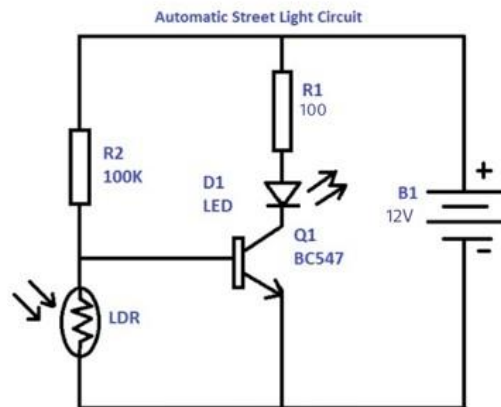 Automatic Street Light Circuit
R1
100
R2
100K
D1
LED
+
B1
12V
-
Q1
BC547
LDR